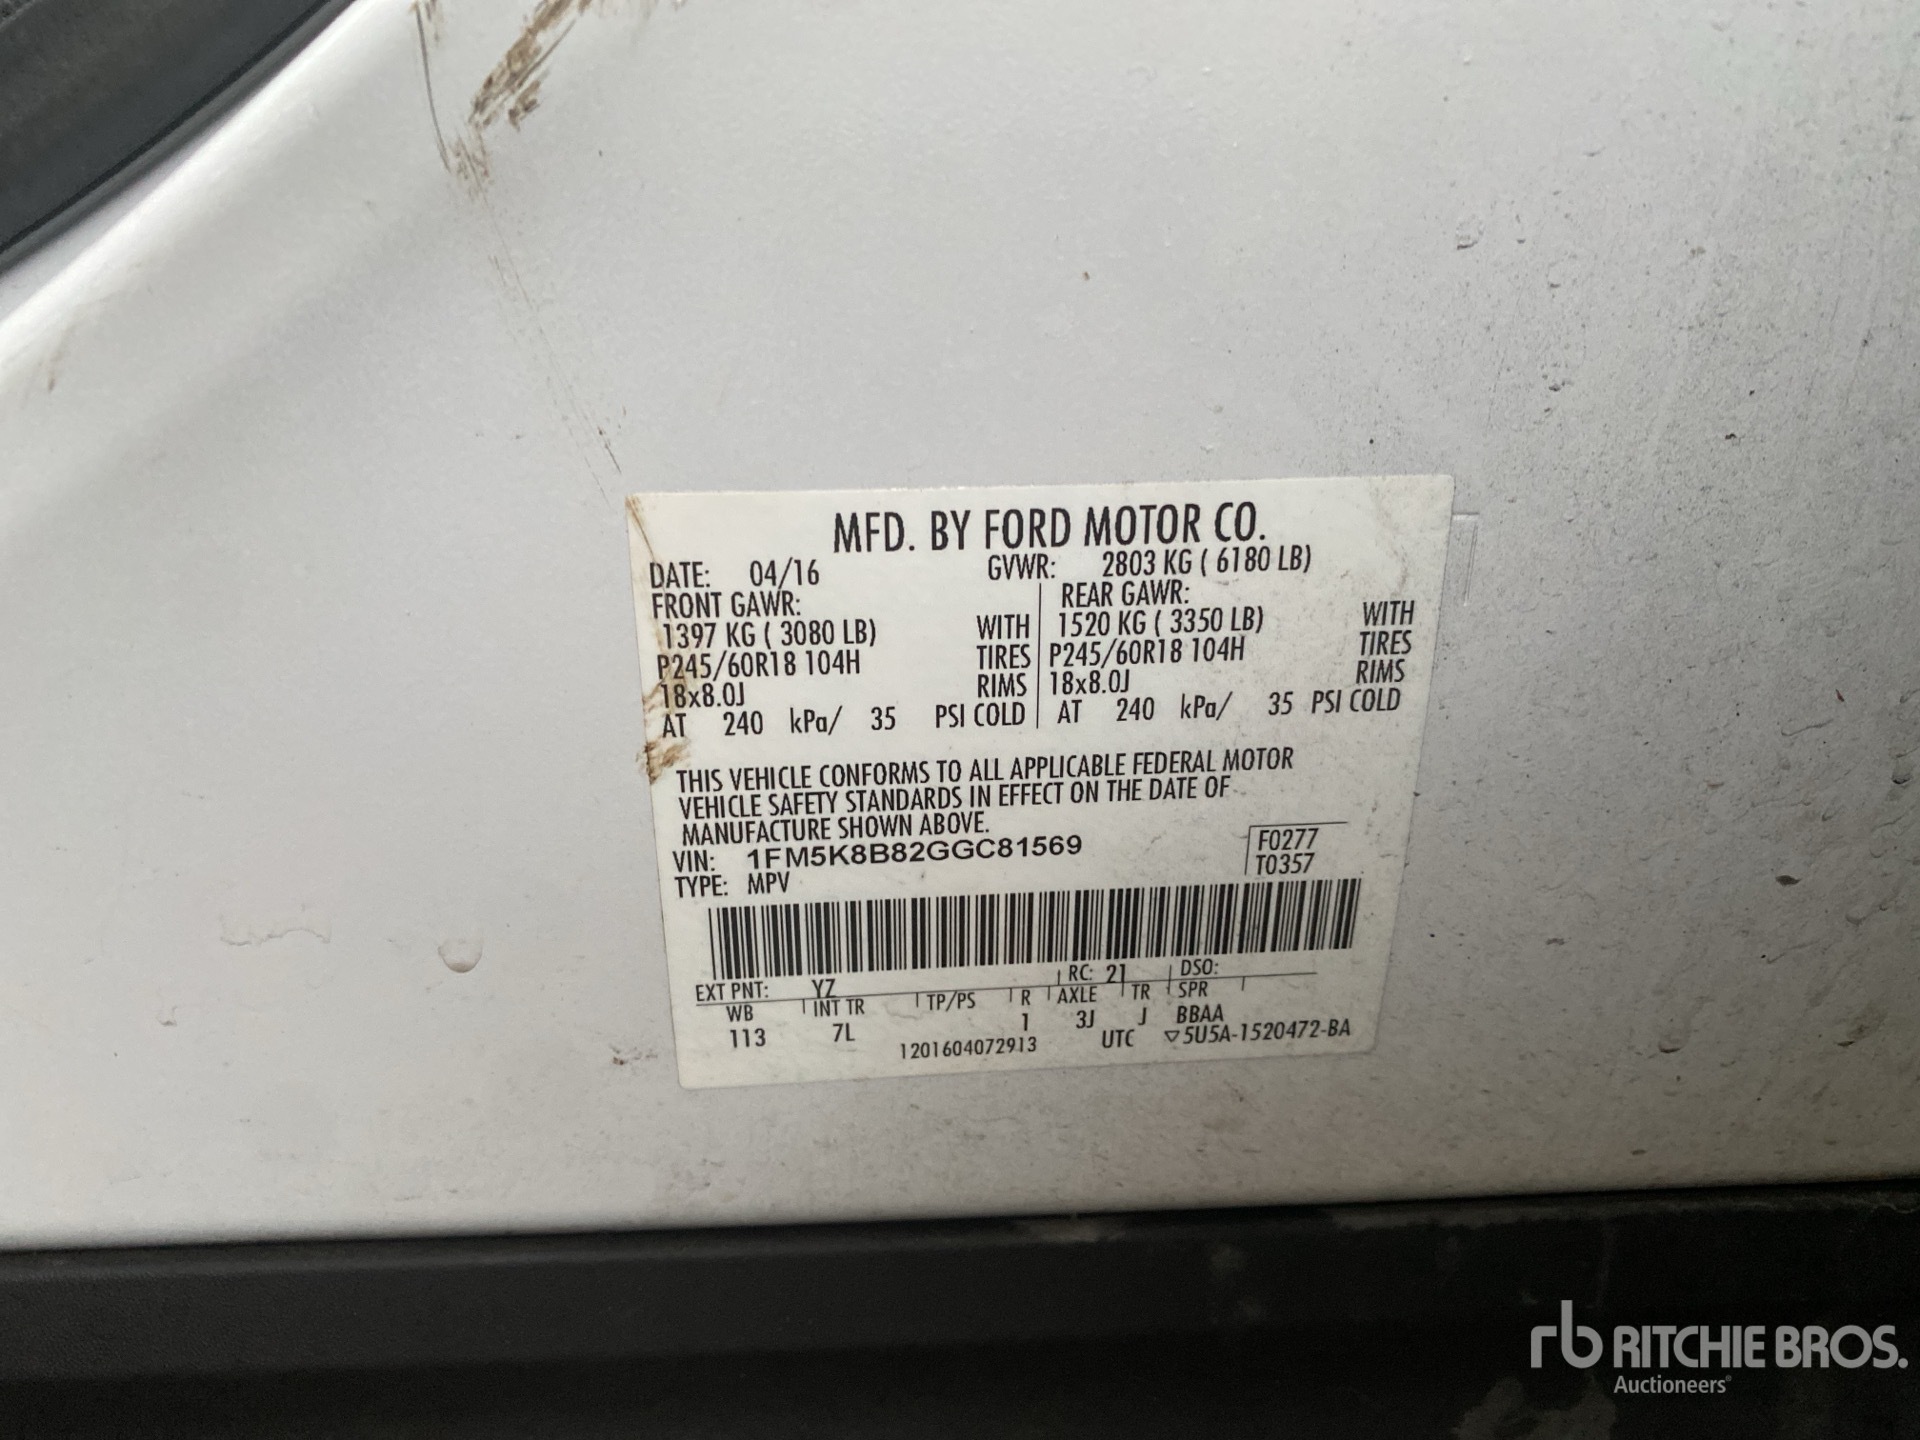 MFD. BY FORD MOTOR CO.
DATE: 04/16 GVWR: 2803 KG ( 6180 LB)
FRONT GAWR: REAR GAWR:
1397 KG ( 3080 LB) WITH 1520 KG ( 3350 LB) WITH
P245/60R18 104H TIRES P245/60R18 104H TIRES
18x8.0J RIMS 18x8.0J RIMS
AT 240 kPa/ 35 PSI COLD AT 240 kPa/ 35 PSI COLD
THIS VEHICLE CONFORMS TO ALL APPLICABLE FEDERAL MOTOR
VEHICLE SAFETY STANDARDS IN EFFECT ON THE DATE OF
MANUFACTURE SHOWN ABOVE.
VIN: 1FM5K8B82GGC81569 F0277
TYPE: MPV T0357
EXT PNT: YZ RC: 21 DSO:
WB INT TR TP/PS R AXLE TR SPR
113 7L 1 3J J BBAA
1201604072913 UTC ▽5U5A-1520472-BA
rb RITCHIE BROS.
Auctioneers®